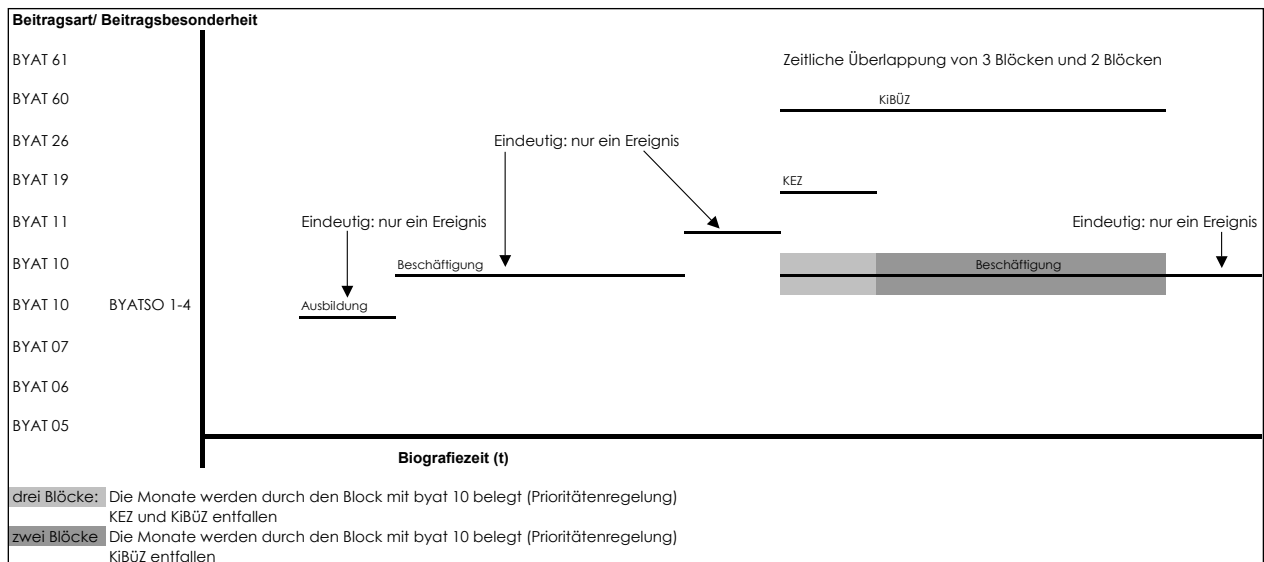 Beitragsart/ Beitragsbesonderheit
BYAT 61
Zeitliche Überlappung von 3 Blöcken und 2 Blöcken
BYAT 60
KiBÜZ
BYAT 26
Eindeutig: nur ein Ereignis
BYAT 19
KEZ
BYAT 11
Eindeutig: nur ein Ereignis
Eindeutig: nur ein Ereignis
BYAT 10
Beschäftigung
Beschäftigung
BYAT 10 BYATSO 1-4
Ausbildung
BYAT 07
BYAT 06
BYAT 05
Biografiezeit (t)
drei Blöcke: Die Monate werden durch den Block mit byat 10 belegt (Prioritätenregelung)
KEZ und KiBüZ entfallen
zwei Blöcke Die Monate werden durch den Block mit byat 10 belegt (Prioritätenregelung)
KiBüZ entfallen